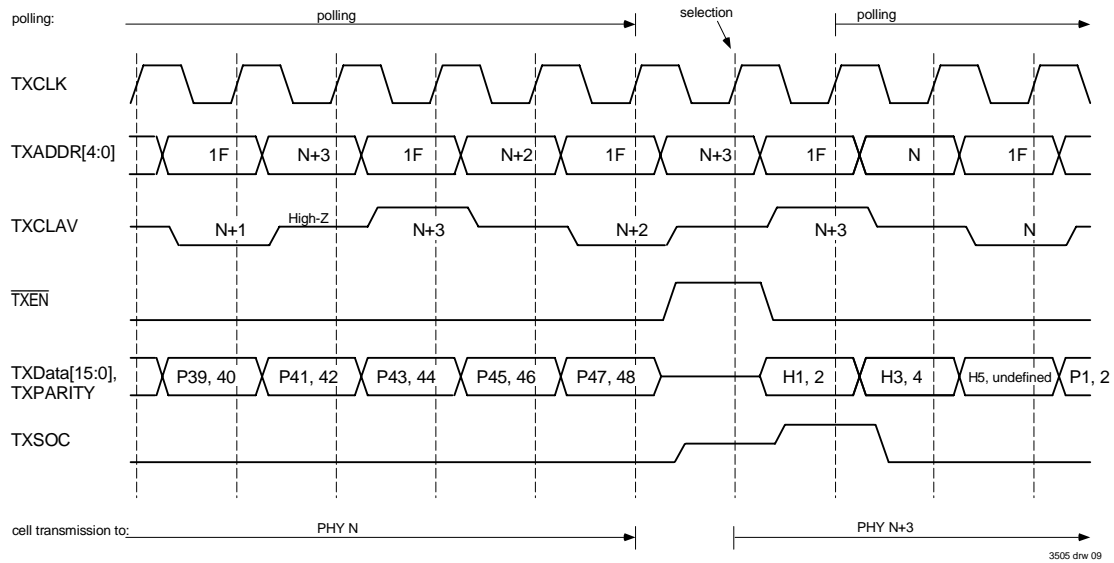 polling: polling selection polling
TXCLK
TXADDR[4:0] 1F N+3 1F N+2 1F N+3 1F N 1F
TXCLAV N+1 High-Z N+3 N+2 N+3 N
TXEN
TXData[15:0], TXPARITY P39, 40 P41, 42 P43, 44 P45, 46 P47, 48 H1, 2 H3, 4 H5, undefined P1, 2
TXSOC
cell transmission to: PHY N PHY N+3
3505 drw 09